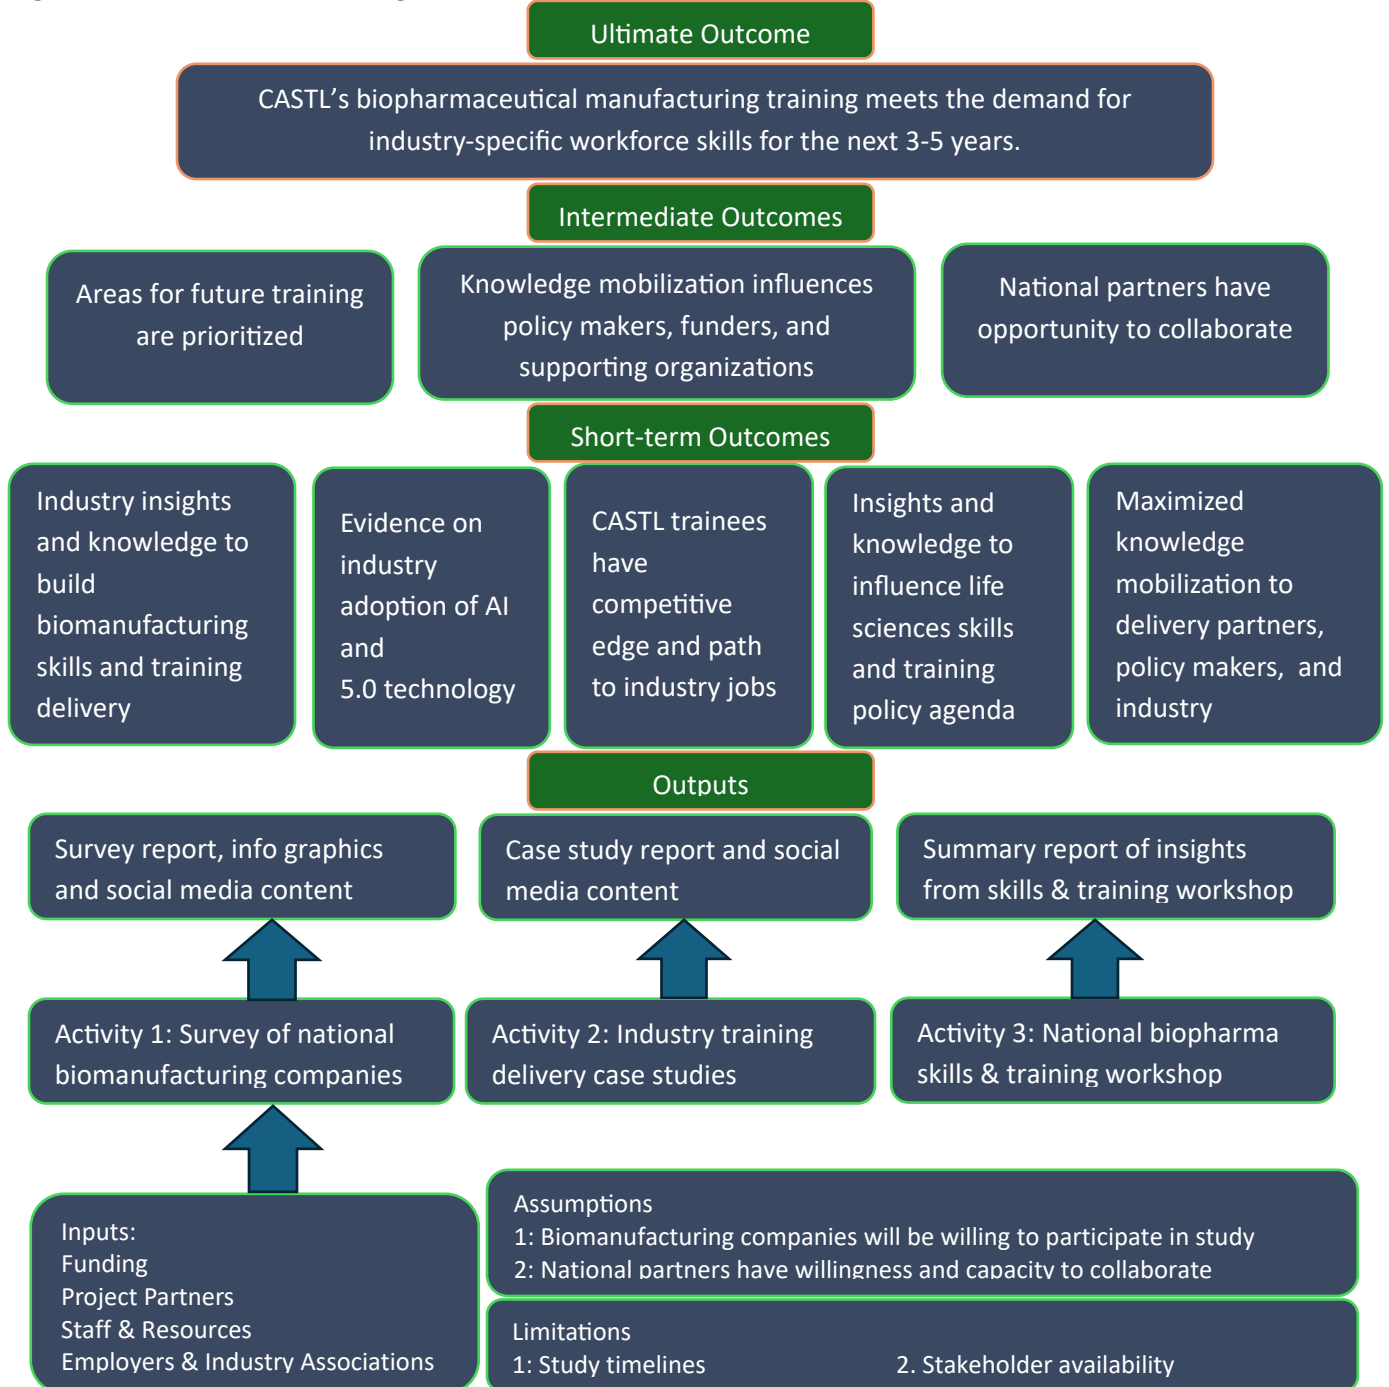 Ultimate Outcome
CASTL's biopharmaceutical manufacturing training meets the demand for
industry-specific workforce skills for the next 3-5 years.
Intermediate Outcomes
Areas for future training
are prioritized
Knowledge mobilization influences
policy makers, funders, and
supporting organizations
National partners have
opportunity to collaborate
Short-term Outcomes
Industry insights
and knowledge to
build
biomanufacturing
skills and training
delivery
Evidence on
industry
adoption of AI
and
5.0 technology
CASTL trainees
have
competitive
edge and path
to industry jobs
Insights and
knowledge to
influence life
sciences skills
and training
policy agenda
Maximized
knowledge
mobilization to
delivery partners,
policy makers, and
industry
Outputs
Survey report, info graphics
and social media content
Case study report and social
media content
Summary report of insights
from skills & training workshop
Activity 1: Survey of national
biomanufacturing companies
Activity 2: Industry training
delivery case studies
Activity 3: National biopharma
skills & training workshop
Inputs:
Funding
Project Partners
Staff & Resources
Employers & Industry Associations
Assumptions
1: Biomanufacturing companies will be willing to participate in study
2: National partners have willingness and capacity to collaborate
Limitations
1: Study timelines 2. Stakeholder availability